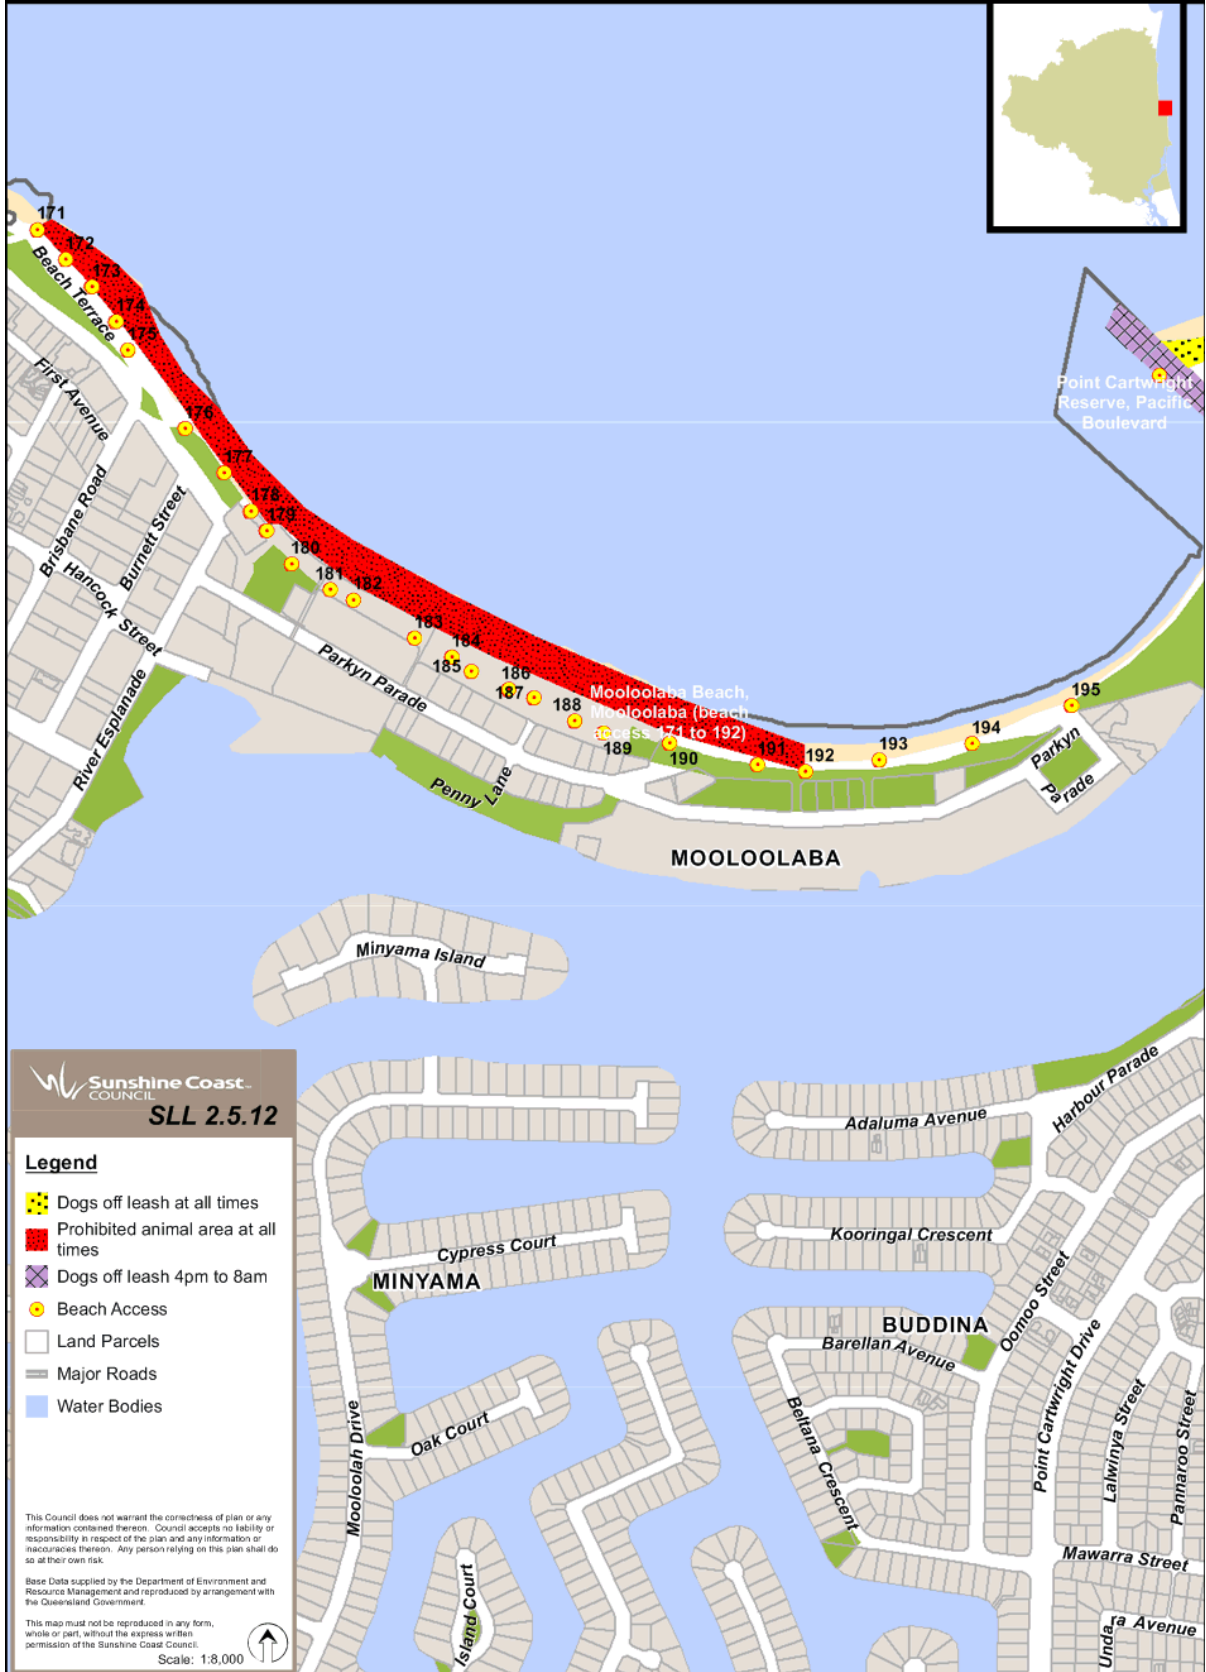 171
172
173
174
175
Beach Terrace
First Avenue
176
177
178
179
180
181
182
183
184
185
186
187
188
189
190
191
192
193
194
195
Point Cartwright
Reserve, Pacific
Boulevard
Brisbane Road
Burnett Street
Hancock Street
River Esplanade
Parkyn Parade
Penny Lane
Mooloolaba Beach,
Mooloolaba (beach
access 171 to 192)
Parkyn
Parade
MOOLOOLABA
Minyama Island
Adaluma Avenue
Harbour Parade
Kooringal Crescent
Cypress Court
MINYAMA
BUDDINA
Barellan Avenue
Oomoo Street
Point Cartwright Drive
Lalwinya Street
Pannaroo Street
Beltana Crescent
Mooloolah Drive
Oak Court
Island Court
Mawarra Street
Undara Avenue
Sunshine Coast
COUNCIL
SLL 2.5.12
Legend
Dogs off leash at all times
Prohibited animal area at all
times
Dogs off leash 4pm to 8am
Beach Access
Land Parcels
Major Roads
Water Bodies
This Council does not warrant the correctness of plan or any
information contained thereon. Council accepts no liability or
responsibility in respect of the plan and any information or
inaccuracies thereon. Any person relying on this plan shall do
so at their own risk.
Base Data supplied by the Department of Environment and
Resource Management and reproduced by arrangement with
the Queensland Government.
This map must not be reproduced in any form,
whole or part, without the express written
permission of the Sunshine Coast Council.
Scale: 1:8,000